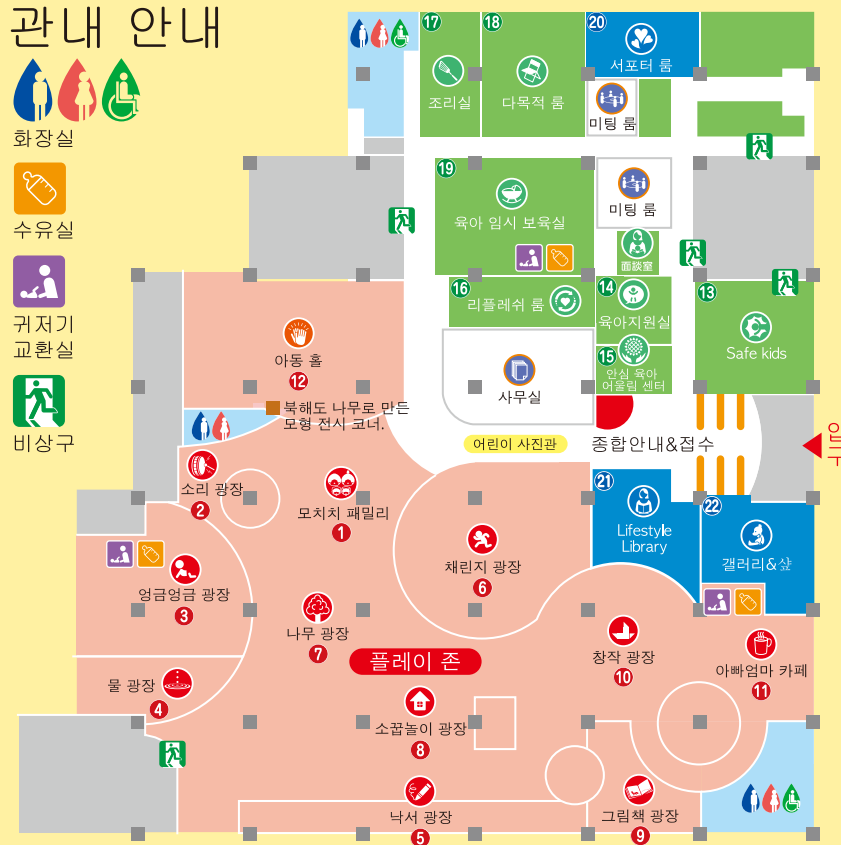 관내 안내
화장실
수유실
귀저기
교환실
비상구
17
조리실
18
다목적 룸
20
서포터 룸
미팅 룸
19
육아 임시 보육실
미팅 룸
面談室
16
리플레쉬 룸
14
육아지원실
15
안심 육아
어울림 센터
13
Safe kids
사무실
아동 홀
12
북해도 나무로 만든
모형 전시 코너.
어린이 사진관
종합안내&접수
입구
소리 광장
2
모치치 패밀리
1
채린지 광장
6
21
Lifestyle
Library
22
갤러리&샾
엉금엉금 광장
3
나무 광장
7
플레이 존
창작 광장
10
아빠엄마 카페
11
물 광장
4
소꿉놀이 광장
8
낙서 광장
5
그림책 광장
9